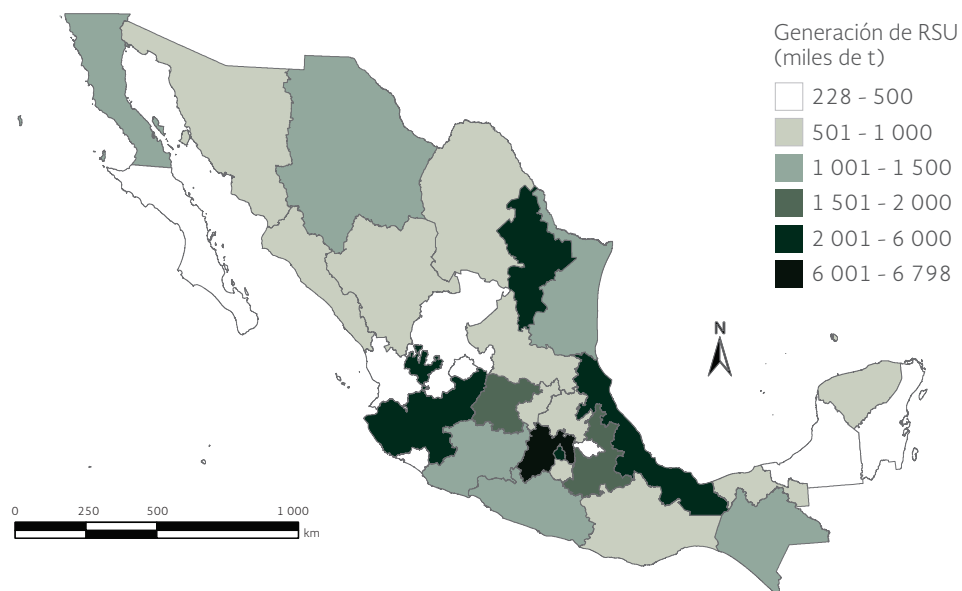 Generación de RSU
(miles de t)
228 - 500
501 - 1 000
1 001 - 1 500
1 501 - 2 000
2 001 - 6 000
6 001 - 6 798
N
0 250 500 1 000
km